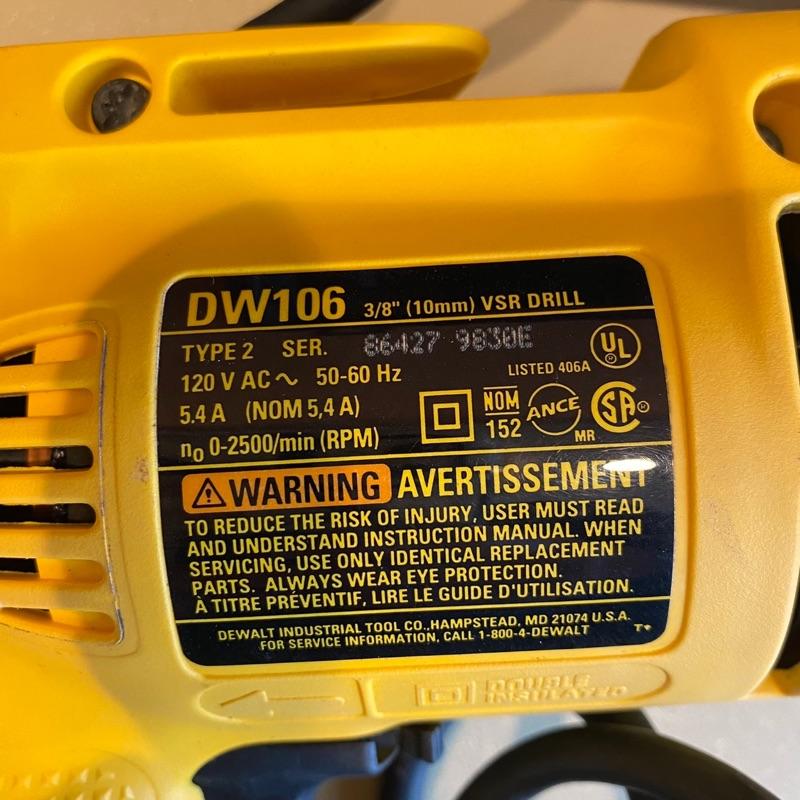 DW106 3/8" (10mm) VSR DRILL
TYPE 2 SER. 86427 9830E
UL
120 V AC ~ 50-60 Hz LISTED 406A
5.4 A (NOM 5,4 A)
NOM
152
ANCE
SA ®
MR
n0 0-2500/min (RPM)
⚠WARNING AVERTISSEMENT
TO REDUCE THE RISK OF INJURY, USER MUST READ
AND UNDERSTAND INSTRUCTION MANUAL. WHEN
SERVICING, USE ONLY IDENTICAL REPLACEMENT
PARTS. ALWAYS WEAR EYE PROTECTION.
À TITRE PRÉVENTIF, LIRE LE GUIDE D'UTILISATION.
DEWALT INDUSTRIAL TOOL CO.,HAMPSTEAD, MD 21074 U.S.A.
FOR SERVICE INFORMATION, CALL 1-800-4-DEWALT
DOUBLE
INSULATED